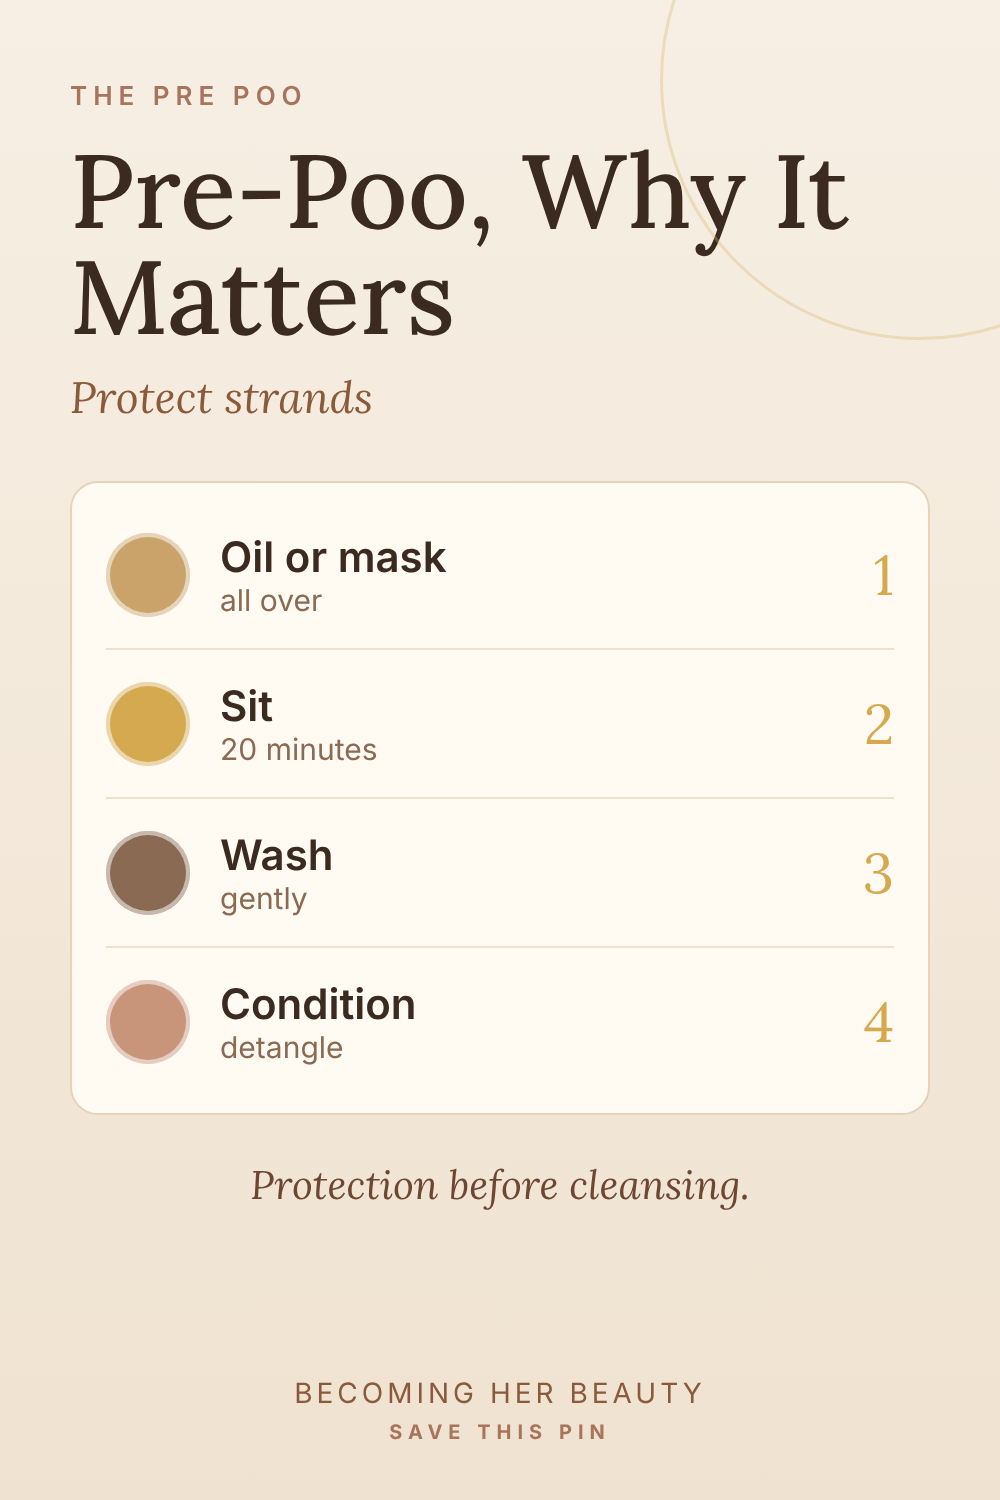 THE PRE POO
Pre-Poo, Why It
Matters
Protect strands
Oil or mask
all over
1
Sit
20 minutes
2
Wash
gently
3
Condition
detangle
4
Protection before cleansing.
BECOMING HER BEAUTY
SAVE THIS PIN